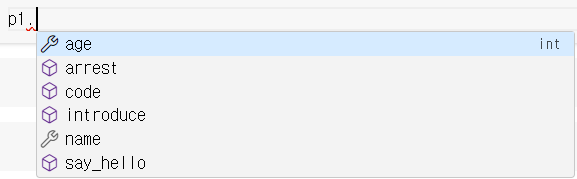 p1.
age int
arrest
code
introduce
name
say_hello